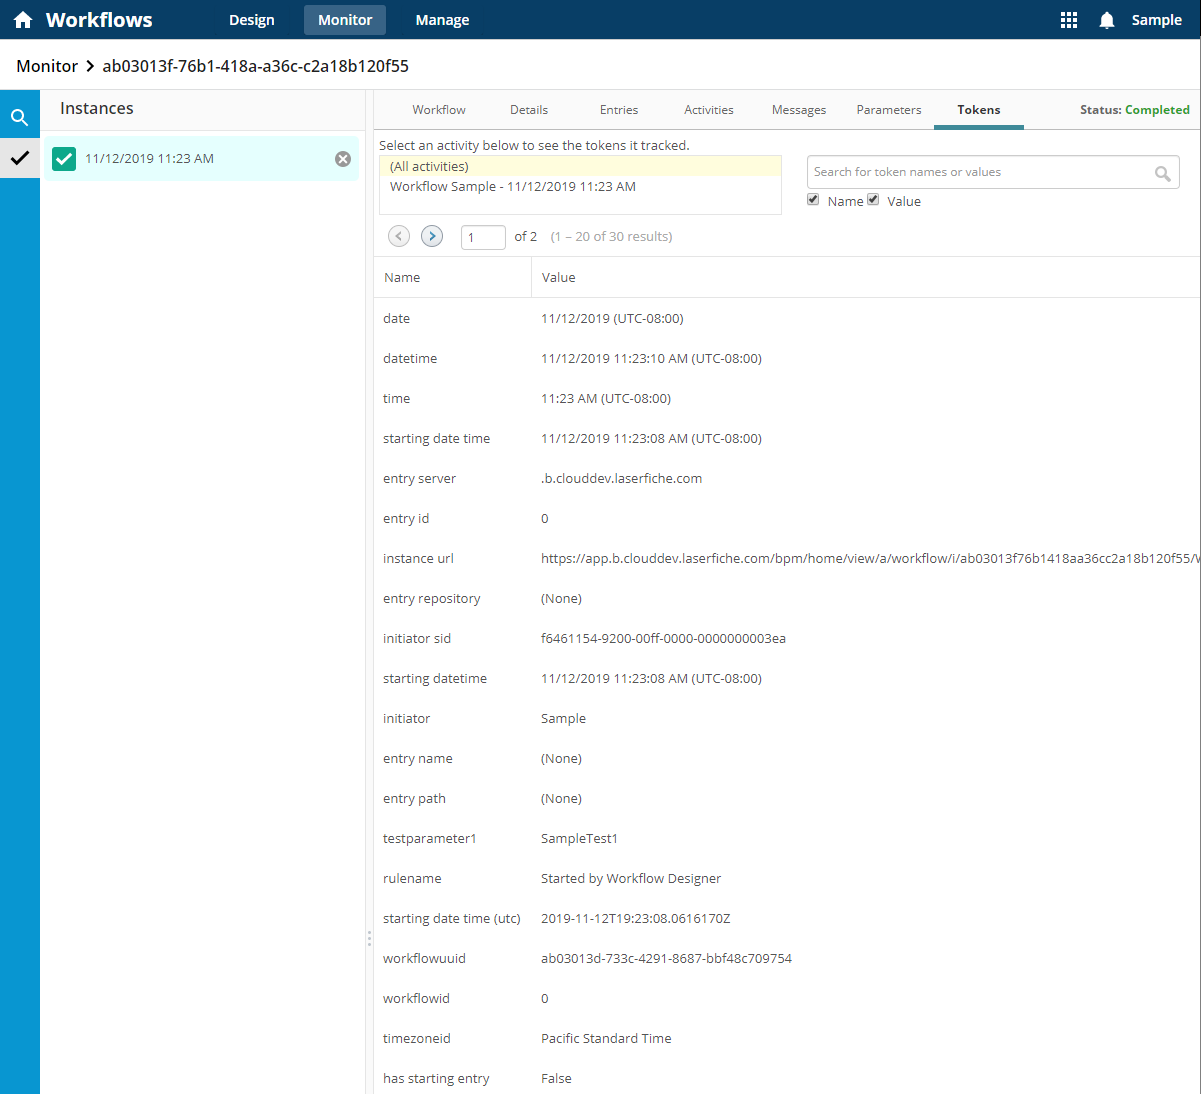 Workflows Design Monitor Manage Sample
Monitor > ab03013f-76b1-418a-a36c-c2a18b120f55
Instances
11/12/2019 11:23 AM
Workflow Details Entries Activities Messages Parameters Tokens Status: Completed
Select an activity below to see the tokens it tracked.
(All activities)
Workflow Sample - 11/12/2019 11:23 AM
Search for token names or values
Name Value
1 of 2 (1 – 20 of 30 results)
Name Value
date 11/12/2019 (UTC-08:00)
datetime 11/12/2019 11:23:10 AM (UTC-08:00)
time 11:23 AM (UTC-08:00)
starting date time 11/12/2019 11:23:08 AM (UTC-08:00)
entry server .b.clouddev.laserfiche.com
entry id 0
instance url https://app.b.clouddev.laserfiche.com/bpm/home/view/a/workflow/i/ab03013f76b1418aa36cc2a18b120f55/
entry repository (None)
initiator sid f6461154-9200-00ff-0000-0000000003ea
starting datetime 11/12/2019 11:23:08 AM (UTC-08:00)
initiator Sample
entry name (None)
entry path (None)
testparameter1 SampleTest1
rulename Started by Workflow Designer
starting date time (utc) 2019-11-12T19:23:08.0616170Z
workflowuuid ab03013d-733c-4291-8687-bbf48c709754
workflowid 0
timezoneid Pacific Standard Time
has starting entry False